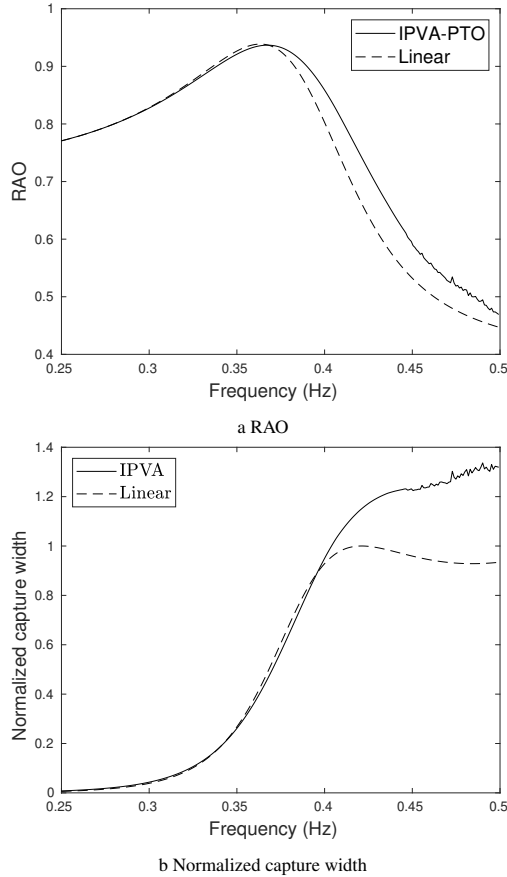 1
0.9
0.8
0.7
0.6
0.5
0.4
RAO
IPVA-PTO
Linear
0.25
0.3
0.35
0.4
0.45
0.5
Frequency (Hz)
a RAO
1.4
1.2
1
0.8
0.6
0.4
0.2
0
Normalized capture width
IPVA
Linear
0.25
0.3
0.35
0.4
0.45
0.5
Frequency (Hz)
b Normalized capture width